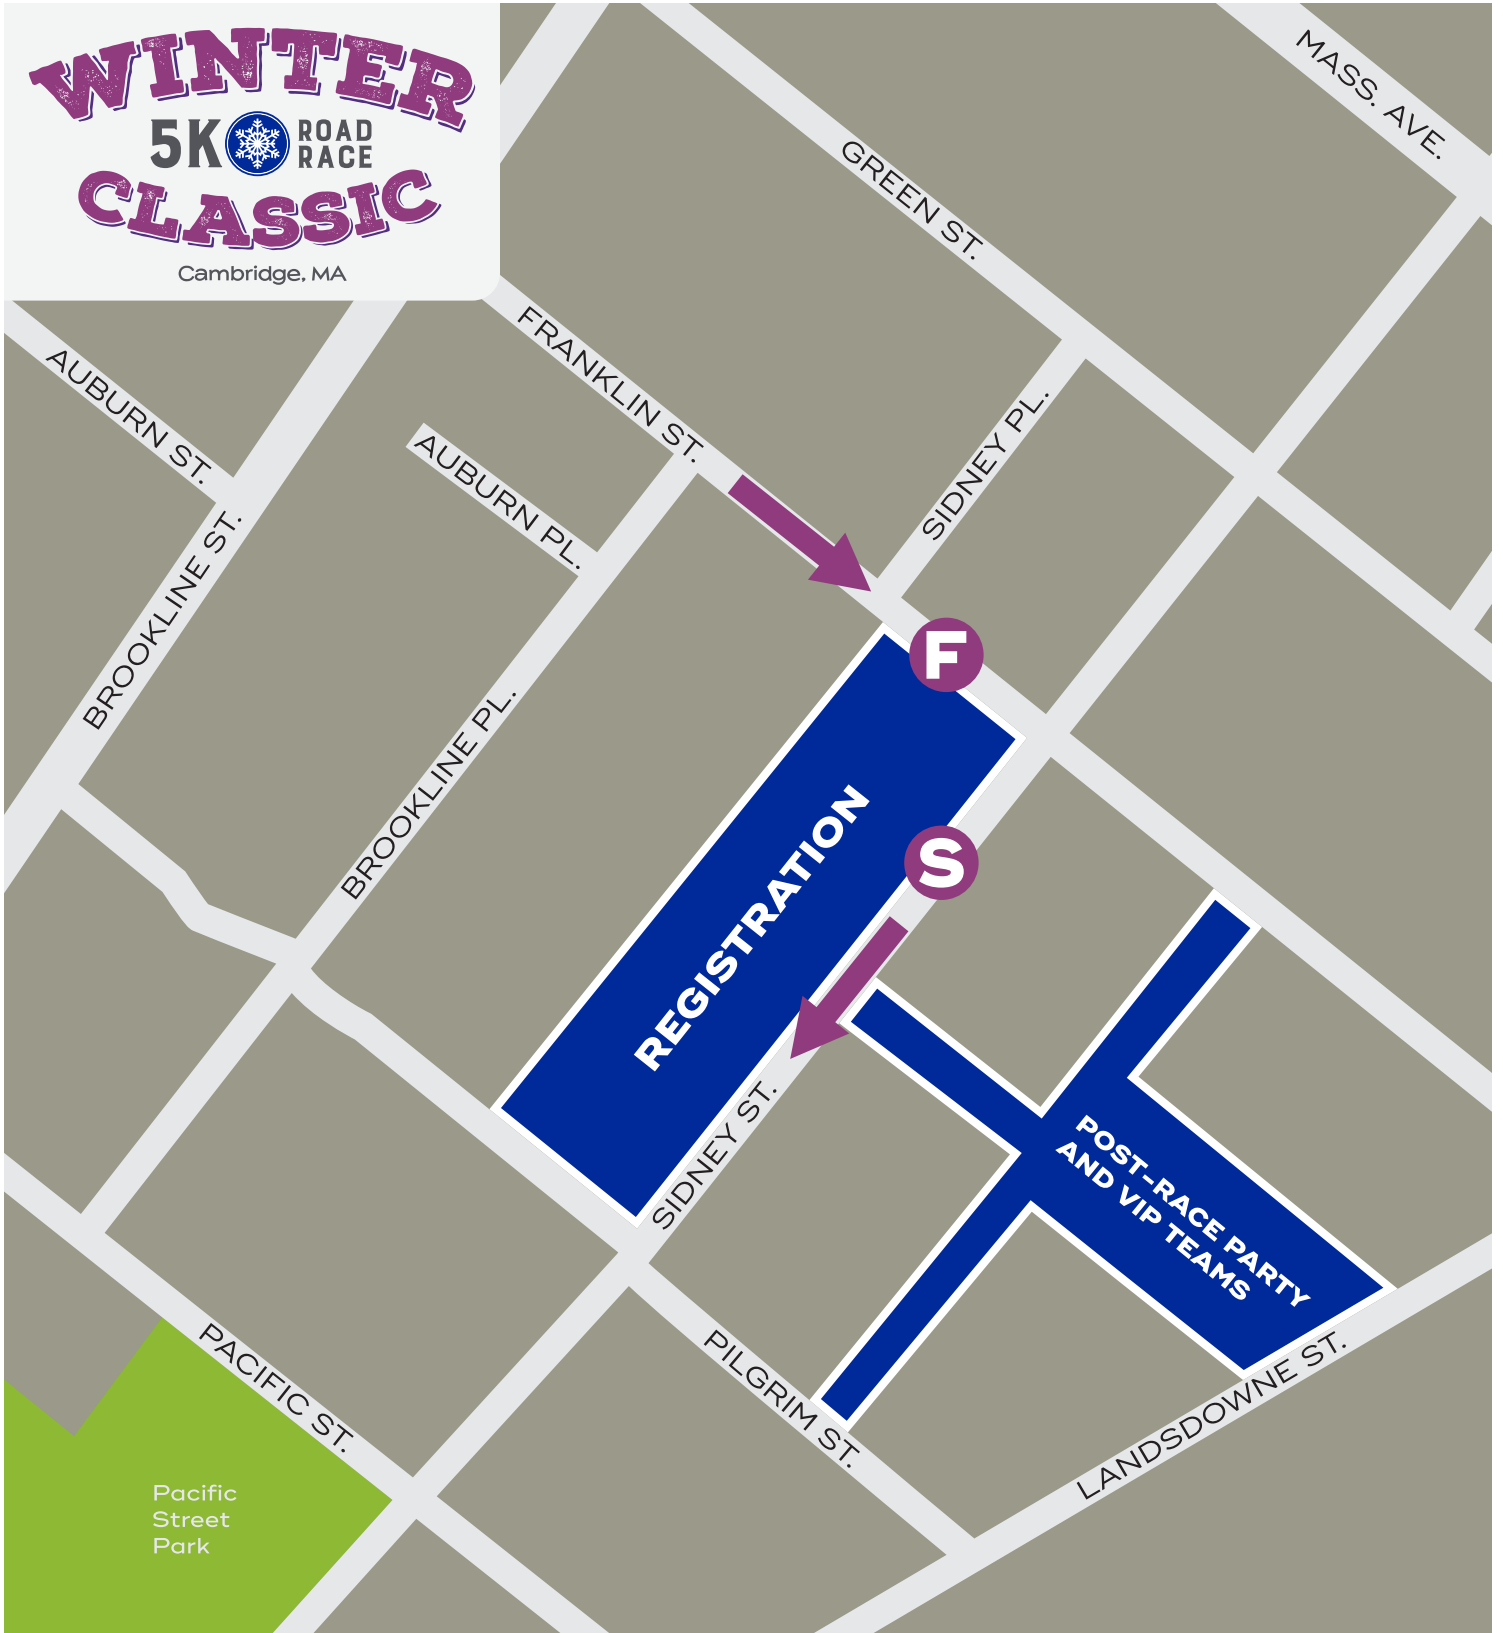 WINTER
5K ROAD
RACE
CLASSIC
Cambridge, MA
MASS. AVE.
GREEN ST.
FRANKLIN ST.
AUBURN ST.
SIDNEY PL.
AUBURN PL.
BROOKLINE ST.
F
BROOKLINE PL.
REGISTRATION
S
SIDNEY ST.
POST-RACE PARTY
AND VIP TEAMS
PACIFIC ST.
PILGRIM ST.
LANDSDOWNE ST.
Pacific
Street
Park